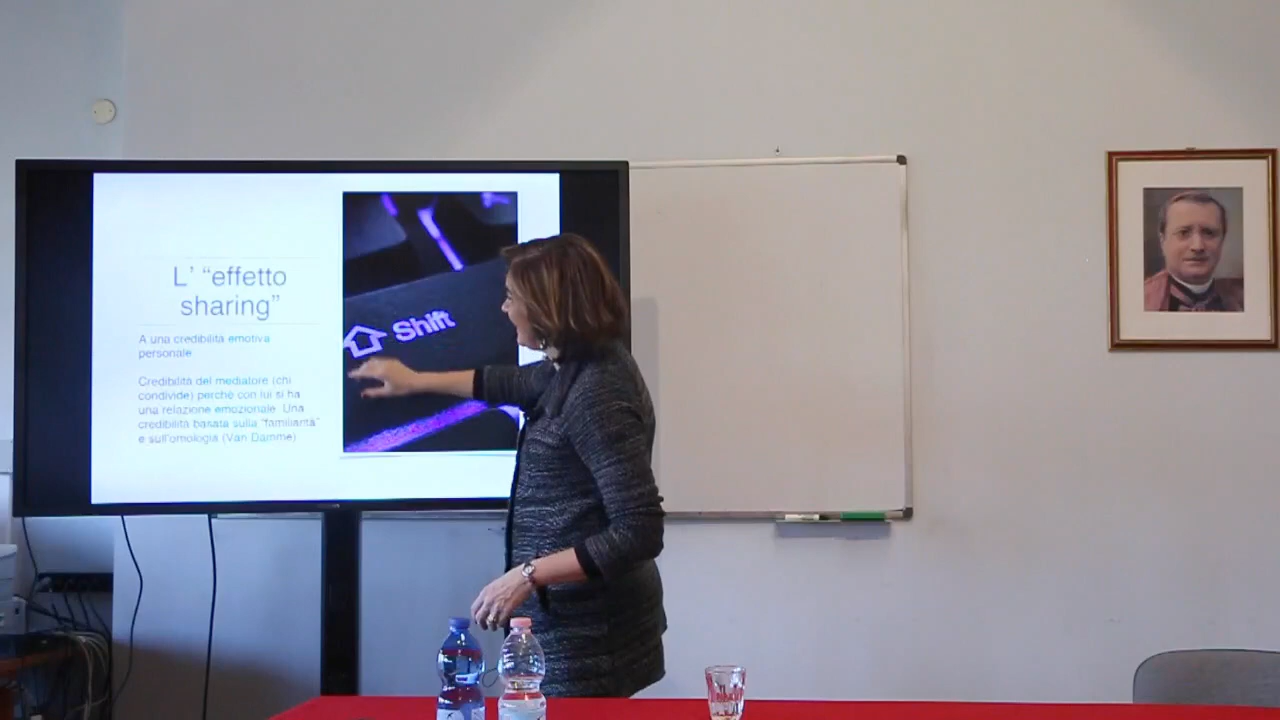 L' “effetto
sharing”
A una credibilità emotiva
personale
Credibilità del mediatore (chi
condivide) perché con lui si ha
una relazione emozionale. Una
credibilità basata sulla “familiarità”
e sull'omologia (Van Damme)
Shift